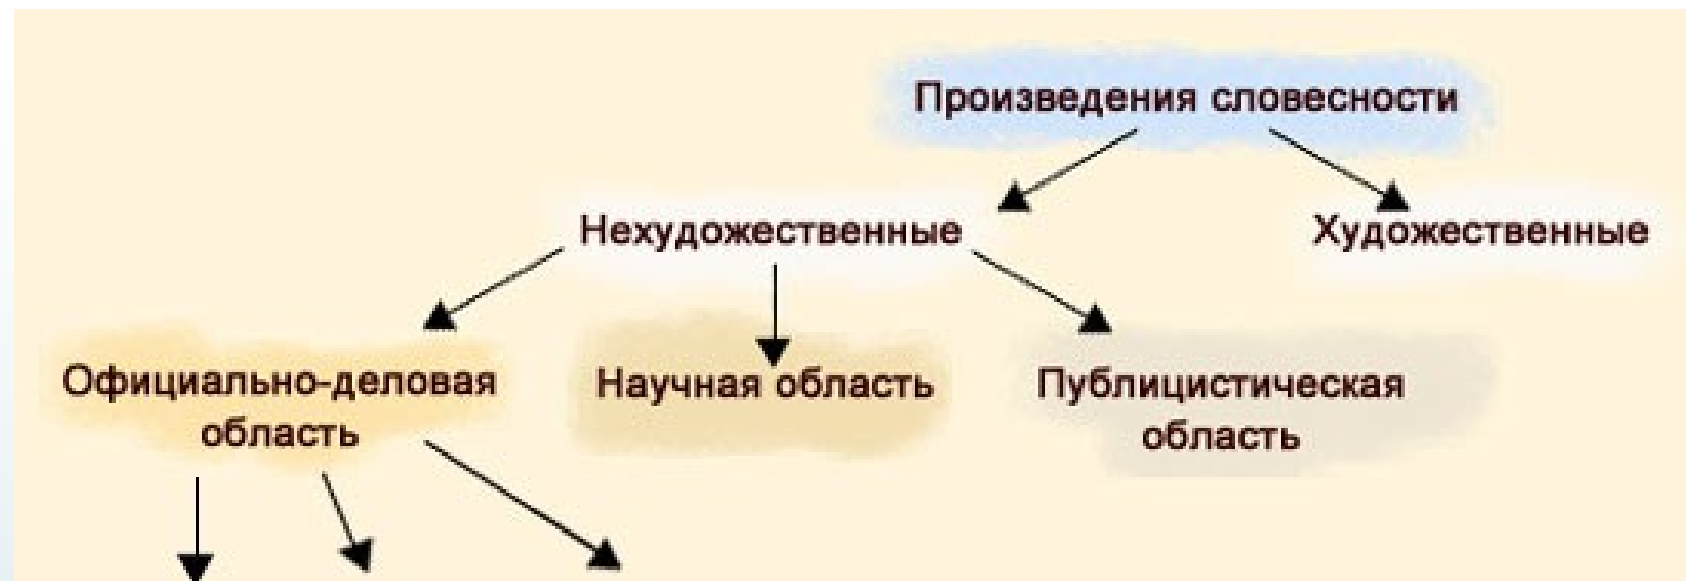 Произведения словесности
Нехудожественные
Художественные
Официально-деловая
область
Научная область
Публицистическая
область